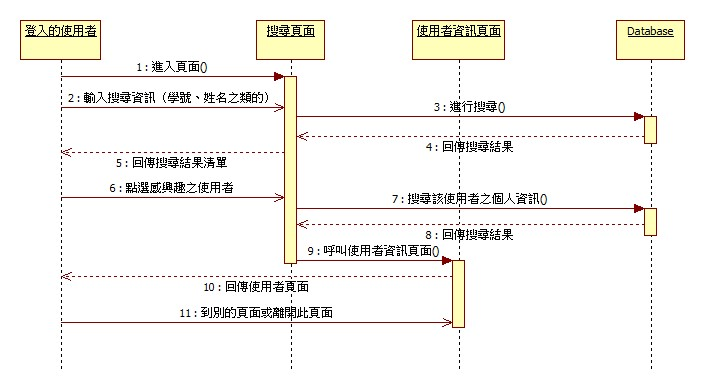 登入的使用者
搜尋頁面
使用者資訊頁面
Database
1 : 進入頁面()
2 : 輸入搜尋資訊（學號、姓名之類的）
3 : 進行搜尋()
4 : 回傳搜尋結果
5 : 回傳搜尋結果清單
6 : 點選感興趣之使用者
7 : 搜尋該使用者之個人資訊()
8 : 回傳搜尋結果
9 : 呼叫使用者資訊頁面()
10 : 回傳使用者頁面
11 : 到別的頁面或離開此頁面